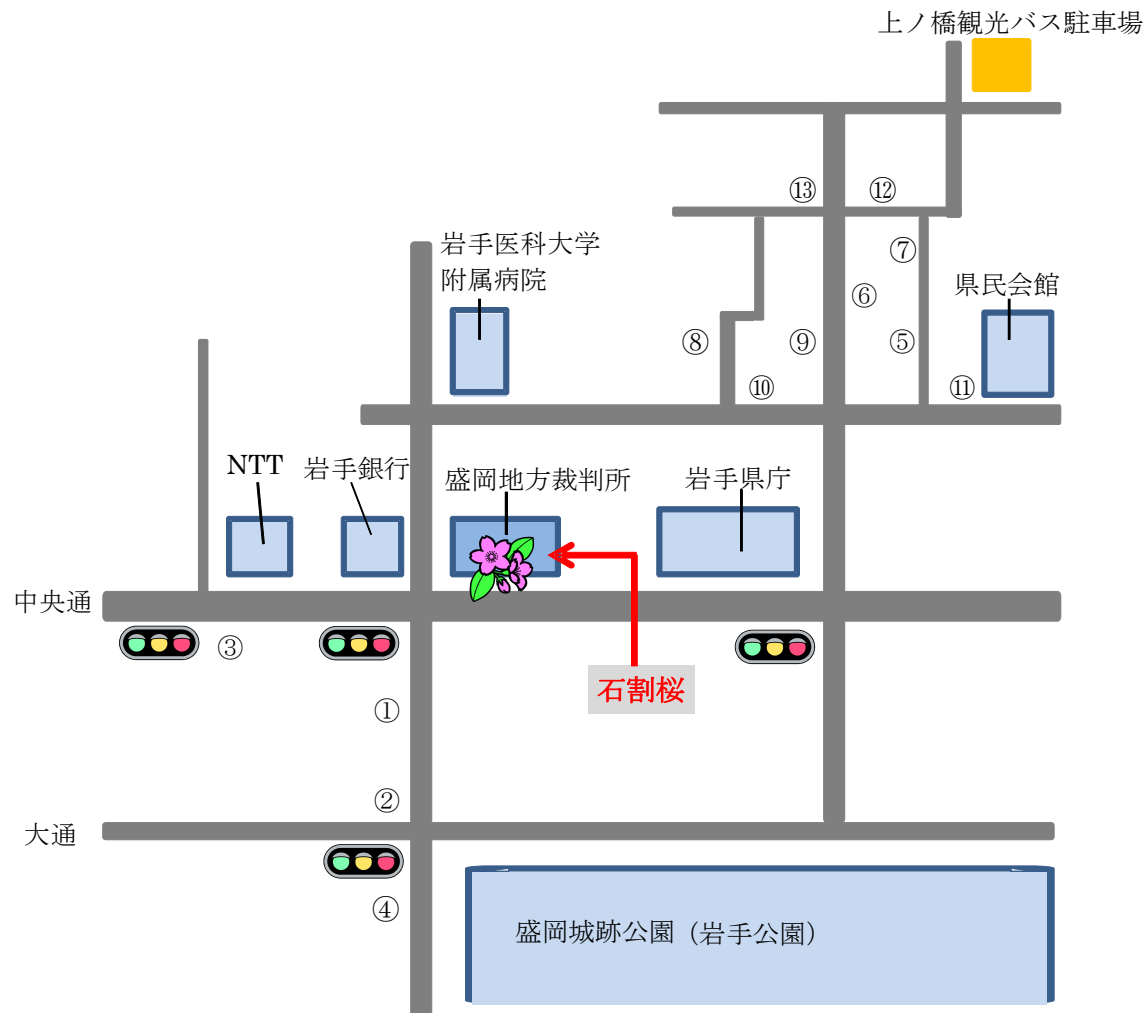 上ノ橋観光バス駐車場
⑬
⑫
岩手医科大学
附属病院
⑦
県民会館
⑥
⑧
⑨
⑤
⑩
⑪
NTT
岩手銀行
盛岡地方裁判所
岩手県庁
中央通
③
石割桜
①
②
大通
④
盛岡城跡公園（岩手公園）